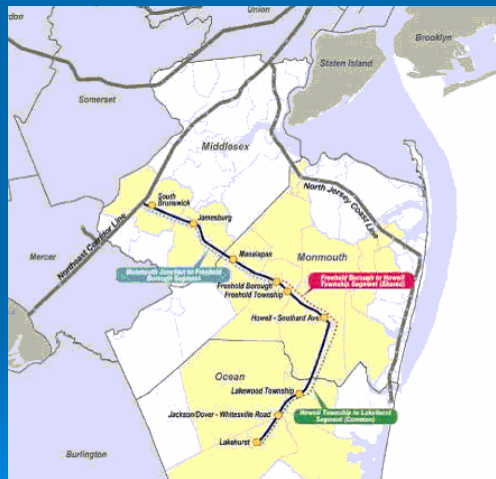 Union
Brooklyn
Staten Island
Somerset
Middlesex
South
Brunswick
Jamesburg
North Jersey Coast Line
Northeast Corridor Line
Mercer
Manalapan
Monmouth
Monmouth Junction to Freehold
Borough Segment
Freehold Borough to Howell
Township Segment (Shared)
Freehold Borough
Freehold Township
Howell - Southard Ave
Ocean
Lakewood Township
Jackson/Dover - Whitesville Road
Howell Township to Lakehurst
Segment (Common)
Lakehurst
Burlington